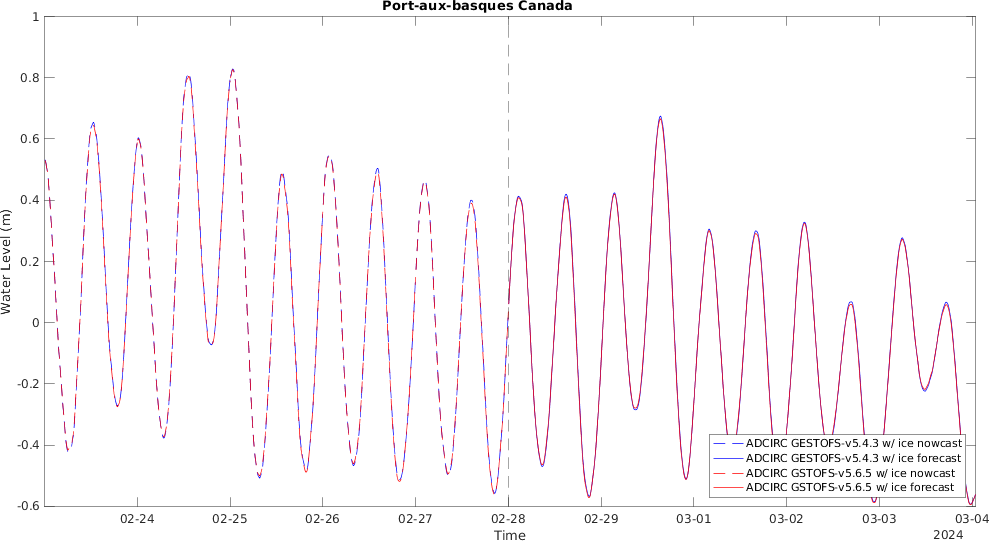 Port-aux-basques Canada
1
0.8
0.6
0.4
0.2
0
-0.2
-0.4
-0.6
Water Level (m)
ADCIRC GESTOFS-v5.4.3 w/ ice nowcast
ADCIRC GESTOFS-v5.4.3 w/ ice forecast
ADCIRC GSTOFS-v5.6.5 w/ ice nowcast
ADCIRC GSTOFS-v5.6.5 w/ ice forecast
02-24 02-25 02-26 02-27 02-28 02-29 03-01 03-02 03-03 03-04
Time
2024